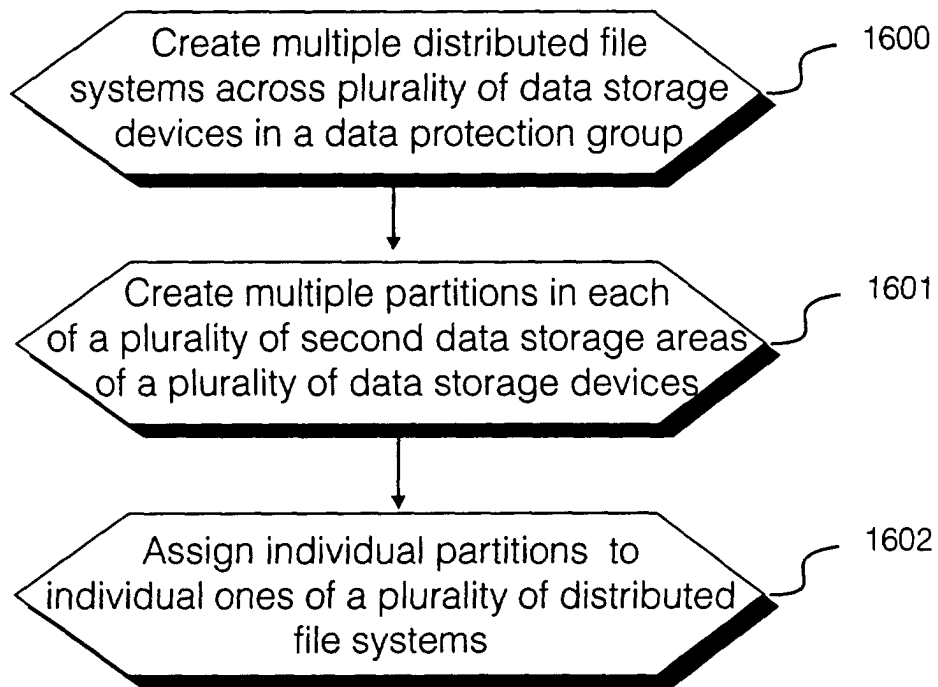 Create multiple distributed file
systems across plurality of data storage
devices in a data protection group
1600
Create multiple partitions in each
of a plurality of second data storage areas
of a plurality of data storage devices
1601
Assign individual partitions to
individual ones of a plurality of distributed
file systems
1602